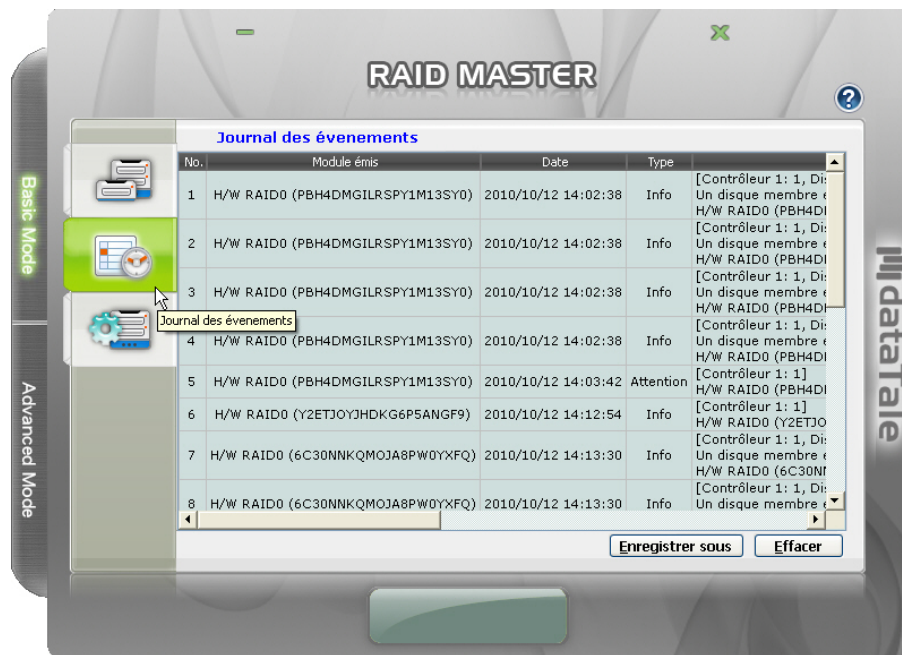 RAID MASTER
Basic Mode
Advanced Mode
dataTale
Journal des évenements
No. Module émis Date Type
1 H/W RAID0 (PBH4DMGILRSPY1M13SY0) 2010/10/12 14:02:38 Info [Contrôleur 1: 1,
Un disque membre
H/W RAID0
2 H/W RAID0 (PBH4DMGILRSPY1M13SY0) 2010/10/12 14:02:38 Info [Contrôleur 1: 1,
Un disque membre
H/W RAID0
3 H/W RAID0 (PBH4DMGILRSPY1M13SY0) 2010/10/12 14:02:38 Info [Contrôleur 1: 1,
Un disque membre
H/W RAID0
4 H/W RAID0 (PBH4DMGILRSPY1M13SY0) 2010/10/12 14:02:38 Info [Contrôleur 1: 1,
Un disque membre
H/W RAID0
Journal des évenements
5 H/W RAID0 (PBH4DMGILRSPY1M13SY0) 2010/10/12 14:03:42 Attention [Contrôleur 1: 1]
H/W RAID0
6 H/W RAID0 (Y2ETJOYJHDKG6P5ANGF9) 2010/10/12 14:12:54 Info [Contrôleur 1: 1]
H/W RAID0
7 H/W RAID0 (6C30NNKQMOJA8PW0YXFQ) 2010/10/12 14:13:30 Info [Contrôleur 1: 1,
Un disque membre
H/W RAID0
8 H/W RAID0 (6C30NNKQMOJA8PW0YXFQ) 2010/10/12 14:13:30 Info [Contrôleur 1: 1,
Un disque membre
Enregistrer sous Effacer